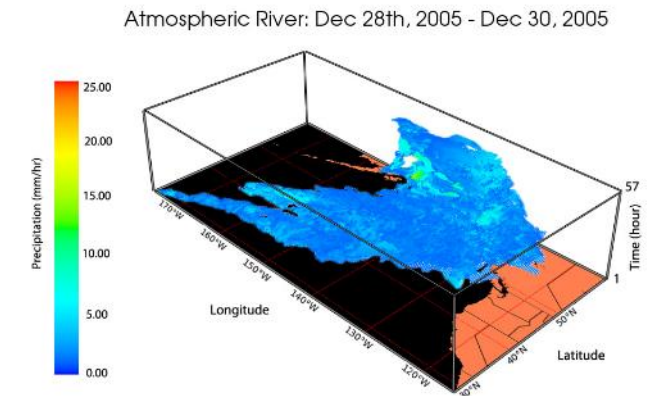 Atmospheric River: Dec 28th, 2005 - Dec 30, 2005
25.00
20.00
15.00
10.00
5.00
0.00
Precipitation (mm/hr)
170°W
160°W
150°W
140°W
130°W
120°W
Longitude
30°N
40°N
50°N
Latitude
57
1
Time (hour)